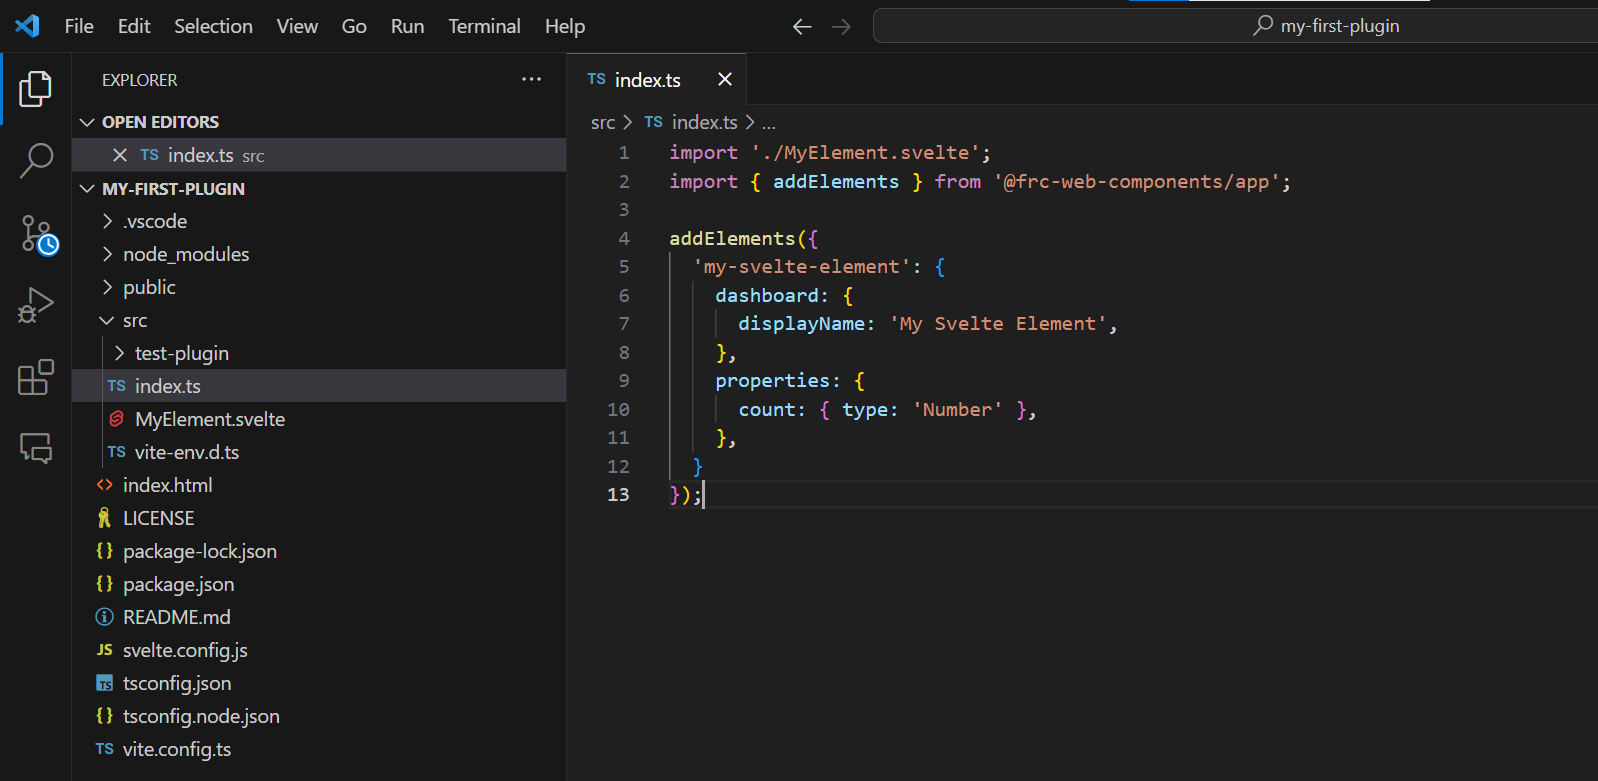 File Edit Selection View Go Run Terminal Help
my-first-plugin
EXPLORER
OPEN EDITORS
TS index.ts src
MY-FIRST-PLUGIN
.vscode
node_modules
public
src
test-plugin
TS index.ts
MyElement.svelte
TS vite-env.d.ts
<> index.html
LICENSE
{} package-lock.json
{} package.json
README.md
JS svelte.config.js
TS tsconfig.json
{} tsconfig.node.json
TS vite.config.ts
TS index.ts
src > TS index.ts > ...
1 import './MyElement.svelte';
2 import { addElements } from '@frc-web-components/app';
3
4 addElements({
5   'my-svelte-element': {
6     dashboard: {
7       displayName: 'My Svelte Element',
8     },
9     properties: {
10       count: { type: 'Number' },
11     },
12   }
13 });